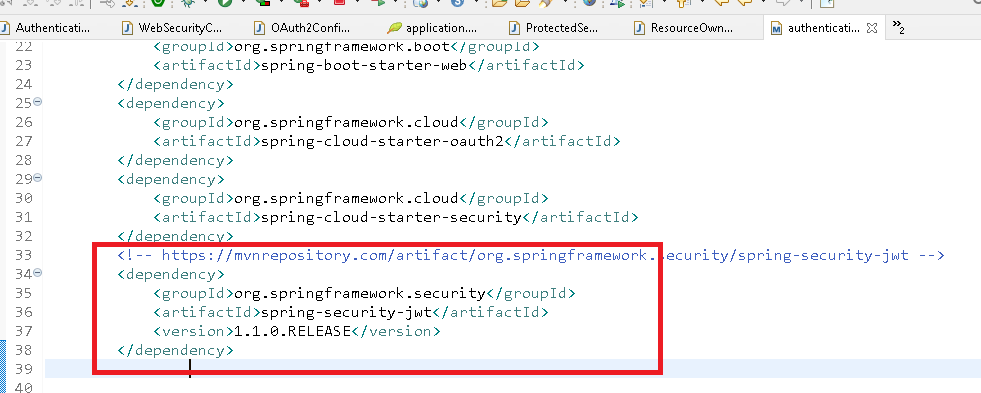 Authenticati...
WebSecurityC...
OAuth2Confi...
application....
ProtectedSe...
ResourceOwn...
authenticati...
»2
22 <groupId>org.springframework.boot</groupId>
23 <artifactId>spring-boot-starter-web</artifactId>
24 </dependency>
25 <dependency>
26 <groupId>org.springframework.cloud</groupId>
27 <artifactId>spring-cloud-starter-oauth2</artifactId>
28 </dependency>
29 <dependency>
30 <groupId>org.springframework.cloud</groupId>
31 <artifactId>spring-cloud-starter-security</artifactId>
32 </dependency>
33 <!-- https://mvnrepository.com/artifact/org.springframework.security/spring-security-jwt -->
34 <dependency>
35 <groupId>org.springframework.security</groupId>
36 <artifactId>spring-security-jwt</artifactId>
37 <version>1.1.0.RELEASE</version>
38 </dependency>
39
40